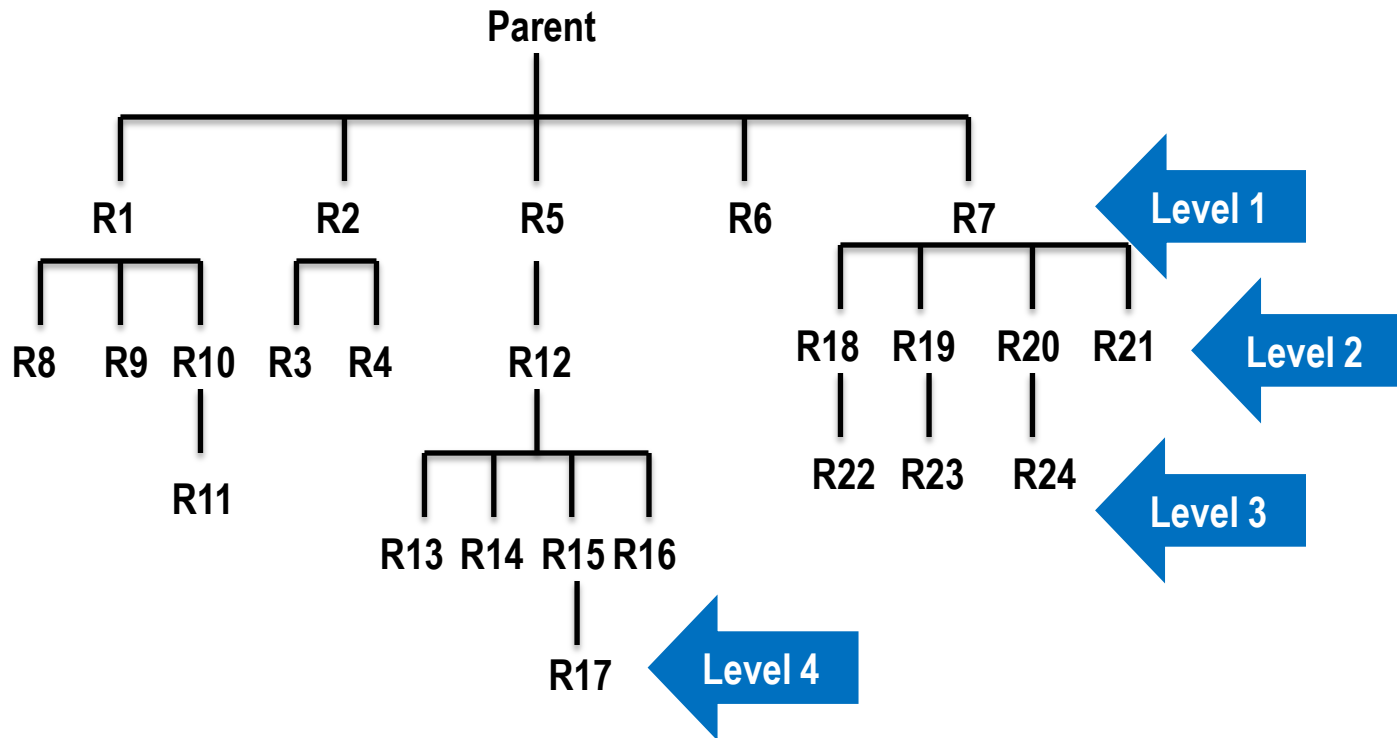 Parent
R1 R2 R5 R6 R7
Level 1
R8 R9 R10 R3 R4 R12 R18 R19 R20 R21
Level 2
R11 R22 R23 R24
Level 3
R13 R14 R15 R16
R17
Level 4